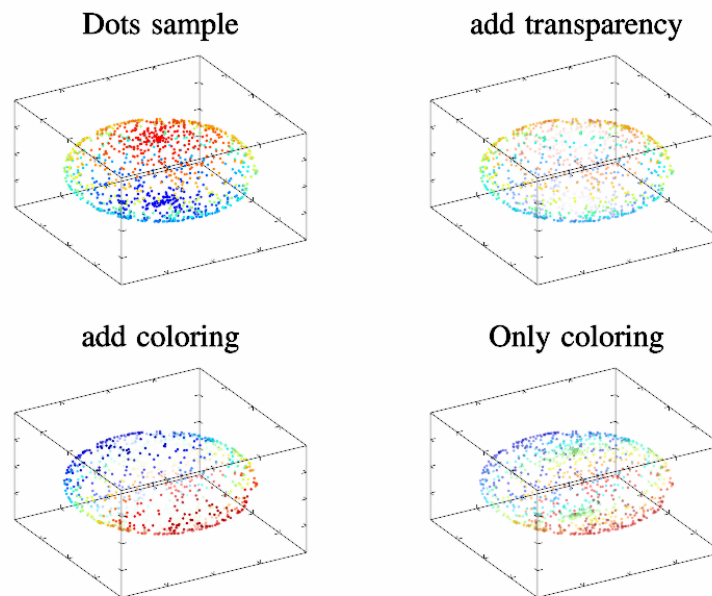 Dots sample
add transparency
add coloring
Only coloring